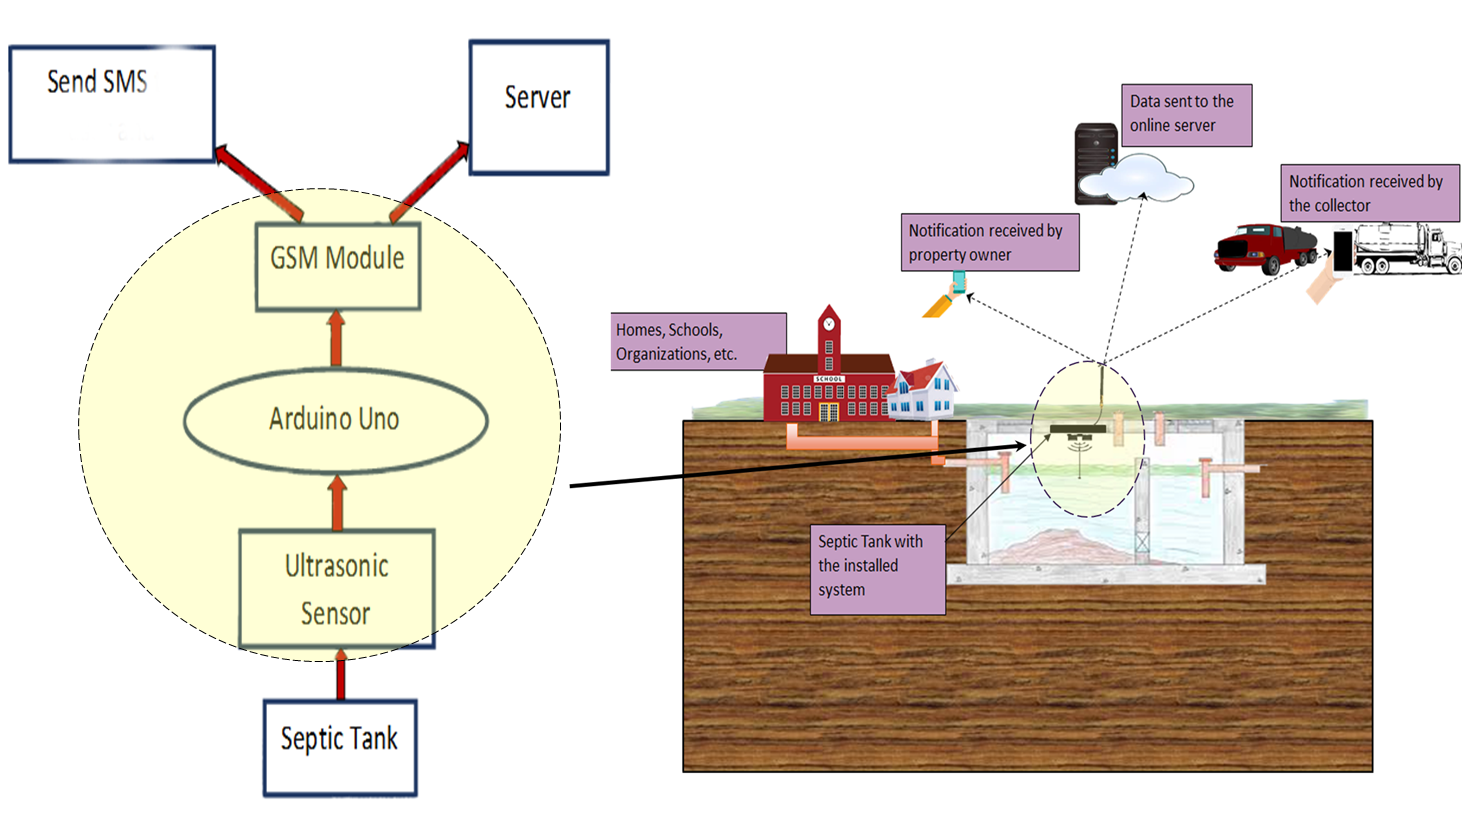 Send SMS
Server
GSM Module
Arduino Uno
Ultrasonic
Sensor
Septic Tank
Data sent to the
online server
Notification received by
the collector
Notification received by
property owner
Homes, Schools,
Organizations, etc.
SCHOOL
Septic Tank with
the installed
system